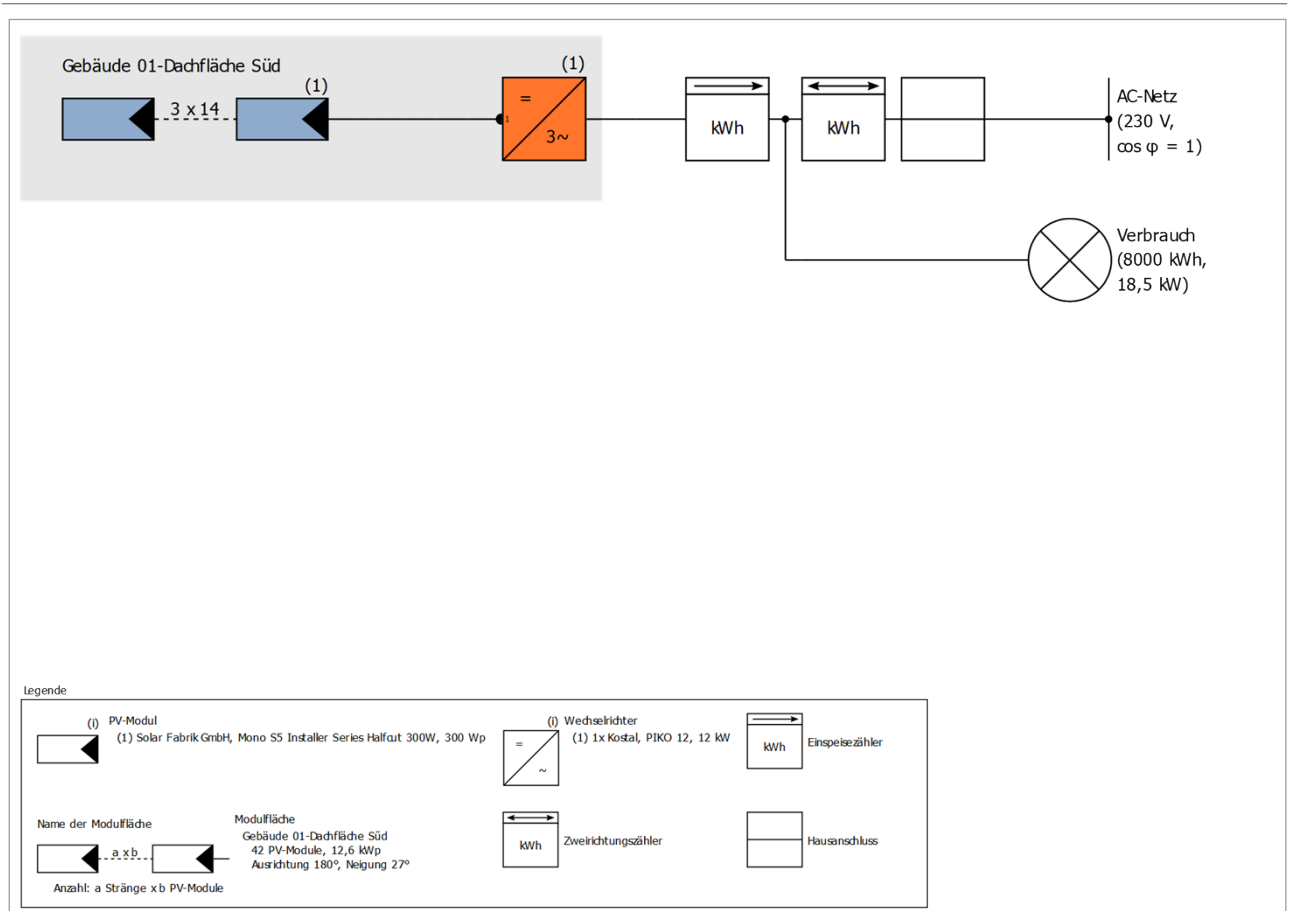 Gebäude 01-Dachfläche Süd
(1)
(1)
3 x 14
=
1
3~
kWh
kWh
AC-Netz
(230 V,
cos φ = 1)
Verbrauch
(8000 kWh,
18,5 kW)
Legende
(i) PV-Modul
(1) Solar Fabrik GmbH, Mono S5 Installer Series Halfcut 300W, 300 Wp
(i) Wechselrichter
(1) 1x Kostal, PIKO 12, 12 kW
=
~
kWh
Einspeisezähler
Name der Modulfläche
a x b
Anzahl: a Stränge x b PV-Module
Modulfläche
Gebäude 01-Dachfläche Süd
42 PV-Module, 12,6 kWp
Ausrichtung 180°, Neigung 27°
kWh
Zweirichtungszähler
Hausanschluss